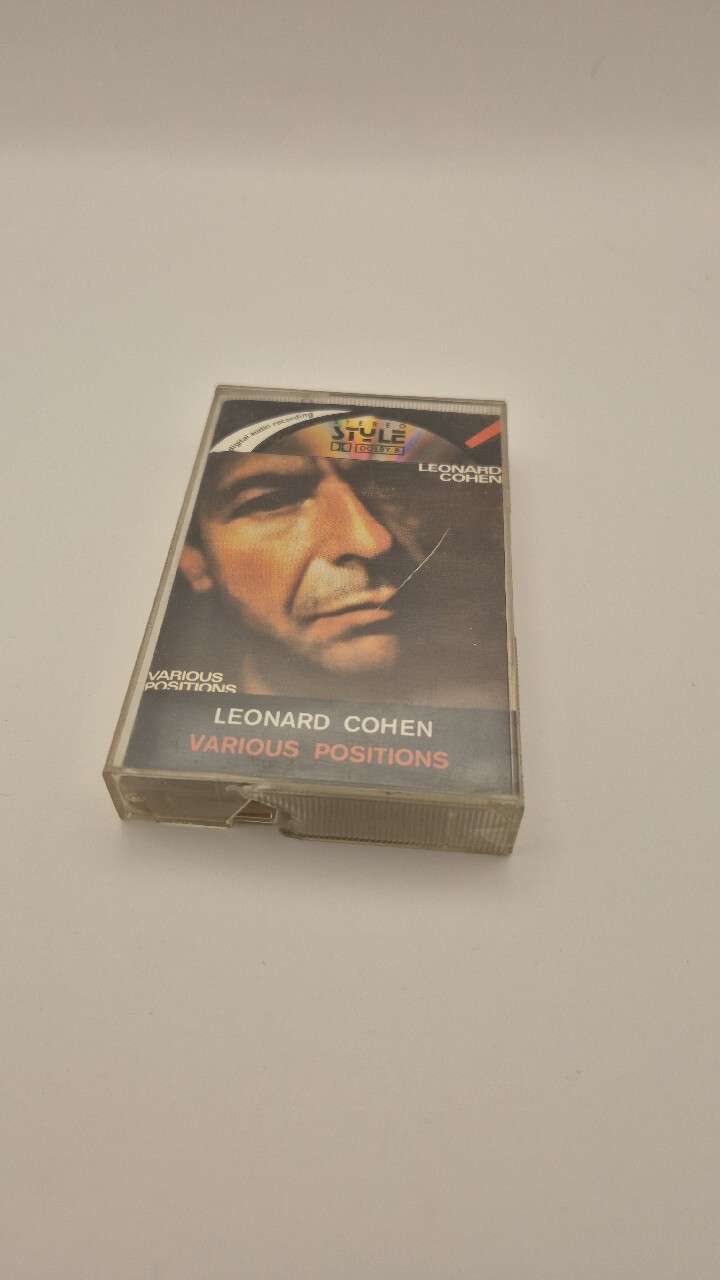 digital audio recording
STEREO
STYLE
DOLBY B
LEONARD
COHEN
VARIOUS
POSITIONS
LEONARD COHEN
VARIOUS POSITIONS